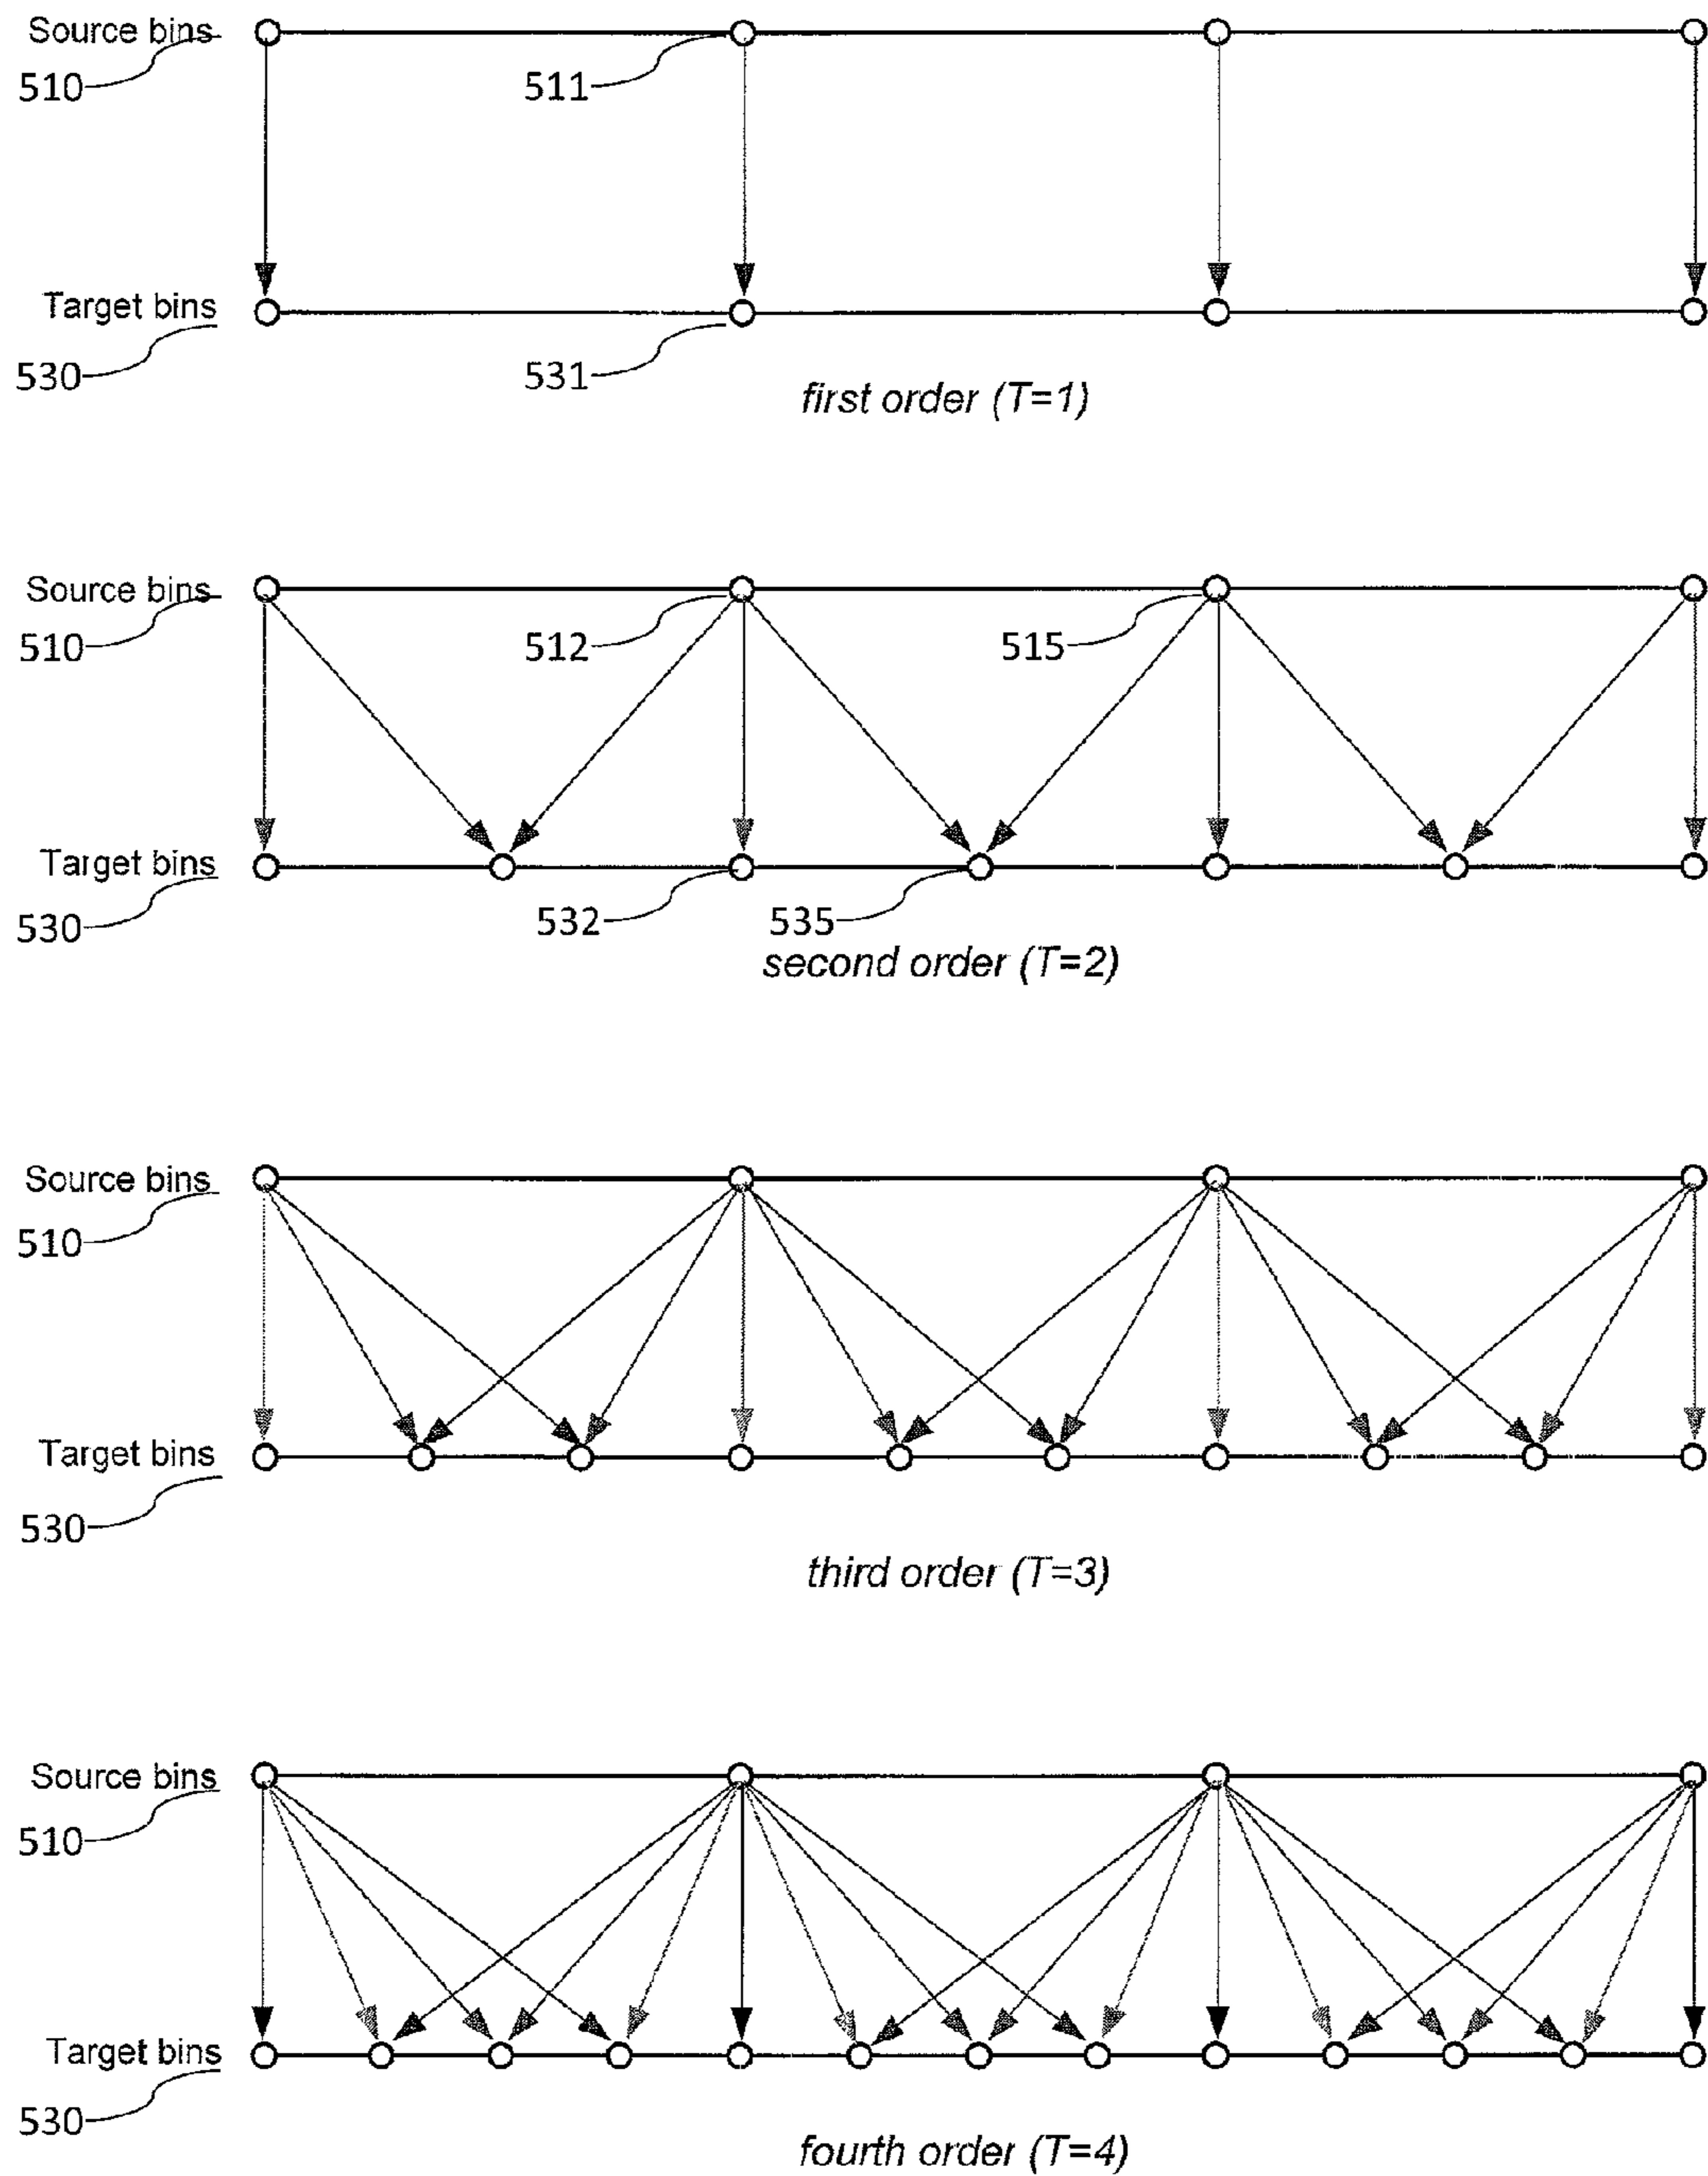 Source bins
510
511
Target bins
530
531
first order (T=1)
Source bins
510
512
515
Target bins
530
532
535
second order (T=2)
Source bins
510
Target bins
530
third order (T=3)
Source bins
510
Target bins
530
fourth order (T=4)